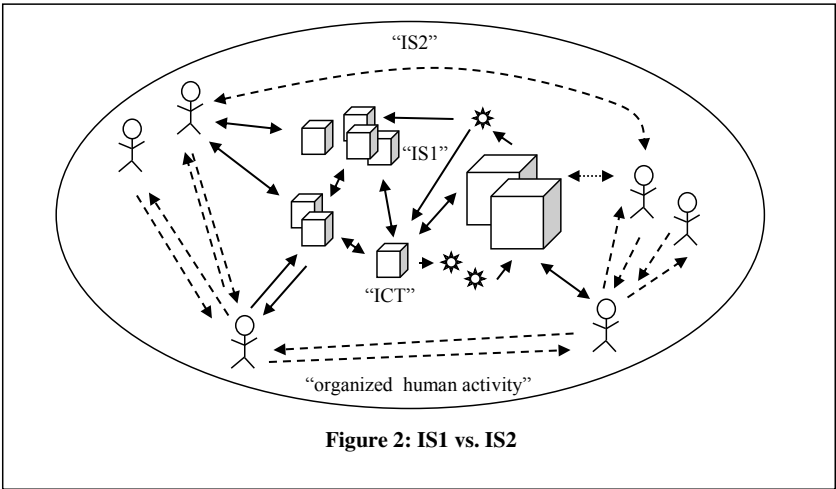 “IS2”
“IS1”
“ICT”
“organized human activity”
Figure 2: IS1 vs. IS2